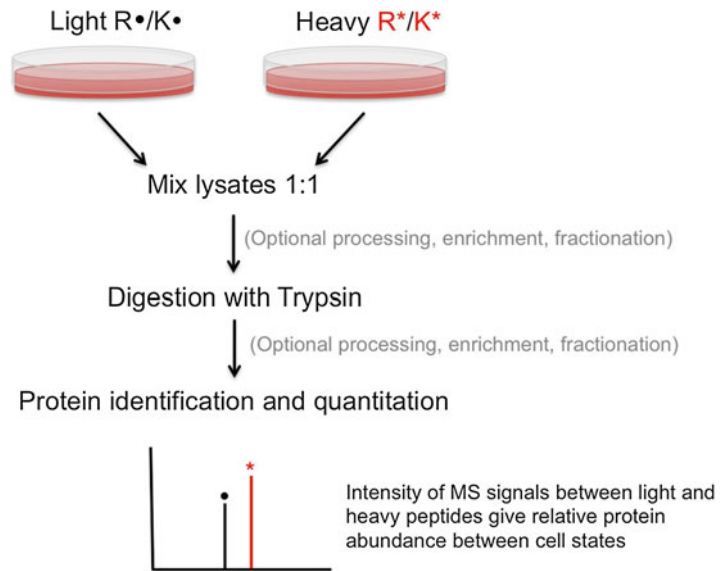 Light R•/K•
Heavy R*/K*
Mix lysates 1:1
(Optional processing, enrichment, fractionation)
Digestion with Trypsin
(Optional processing, enrichment, fractionation)
Protein identification and quantitation
•
*
Intensity of MS signals between light and
heavy peptides give relative protein
abundance between cell states